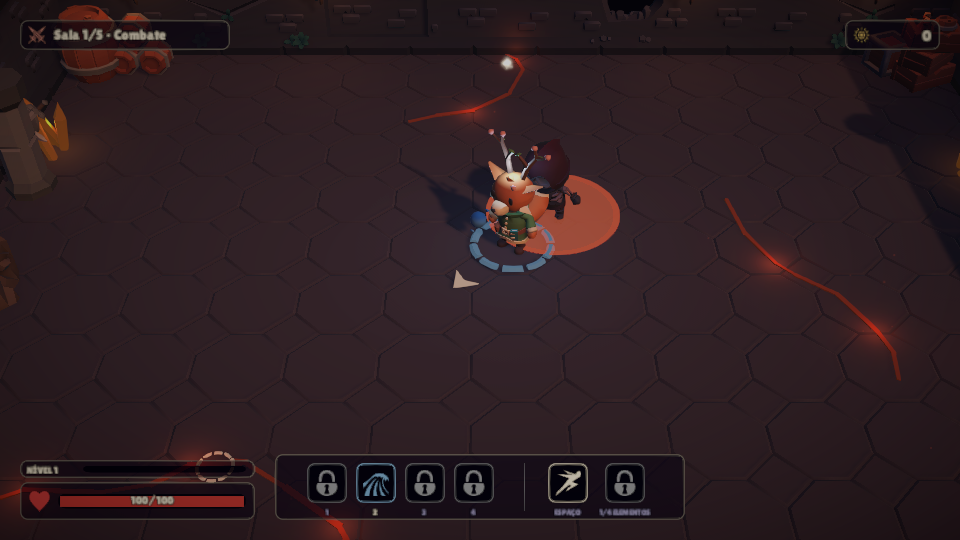 Sala 1/5 - Combate
0
NÍVEL 1
100/100
1
2
3
4
ESPAÇO
1/4 ELEMENTOS